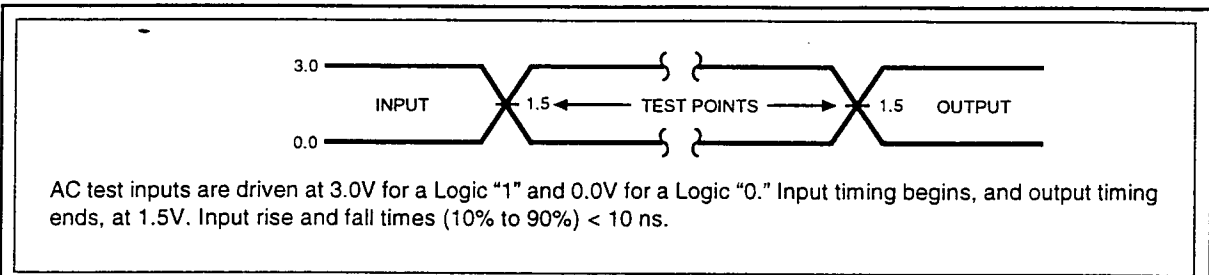 3.0
INPUT 1.5 TEST POINTS 1.5 OUTPUT
0.0
AC test inputs are driven at 3.0V for a Logic “1” and 0.0V for a Logic “0.” Input timing begins, and output timing
ends, at 1.5V. Input rise and fall times (10% to 90%) < 10 ns.